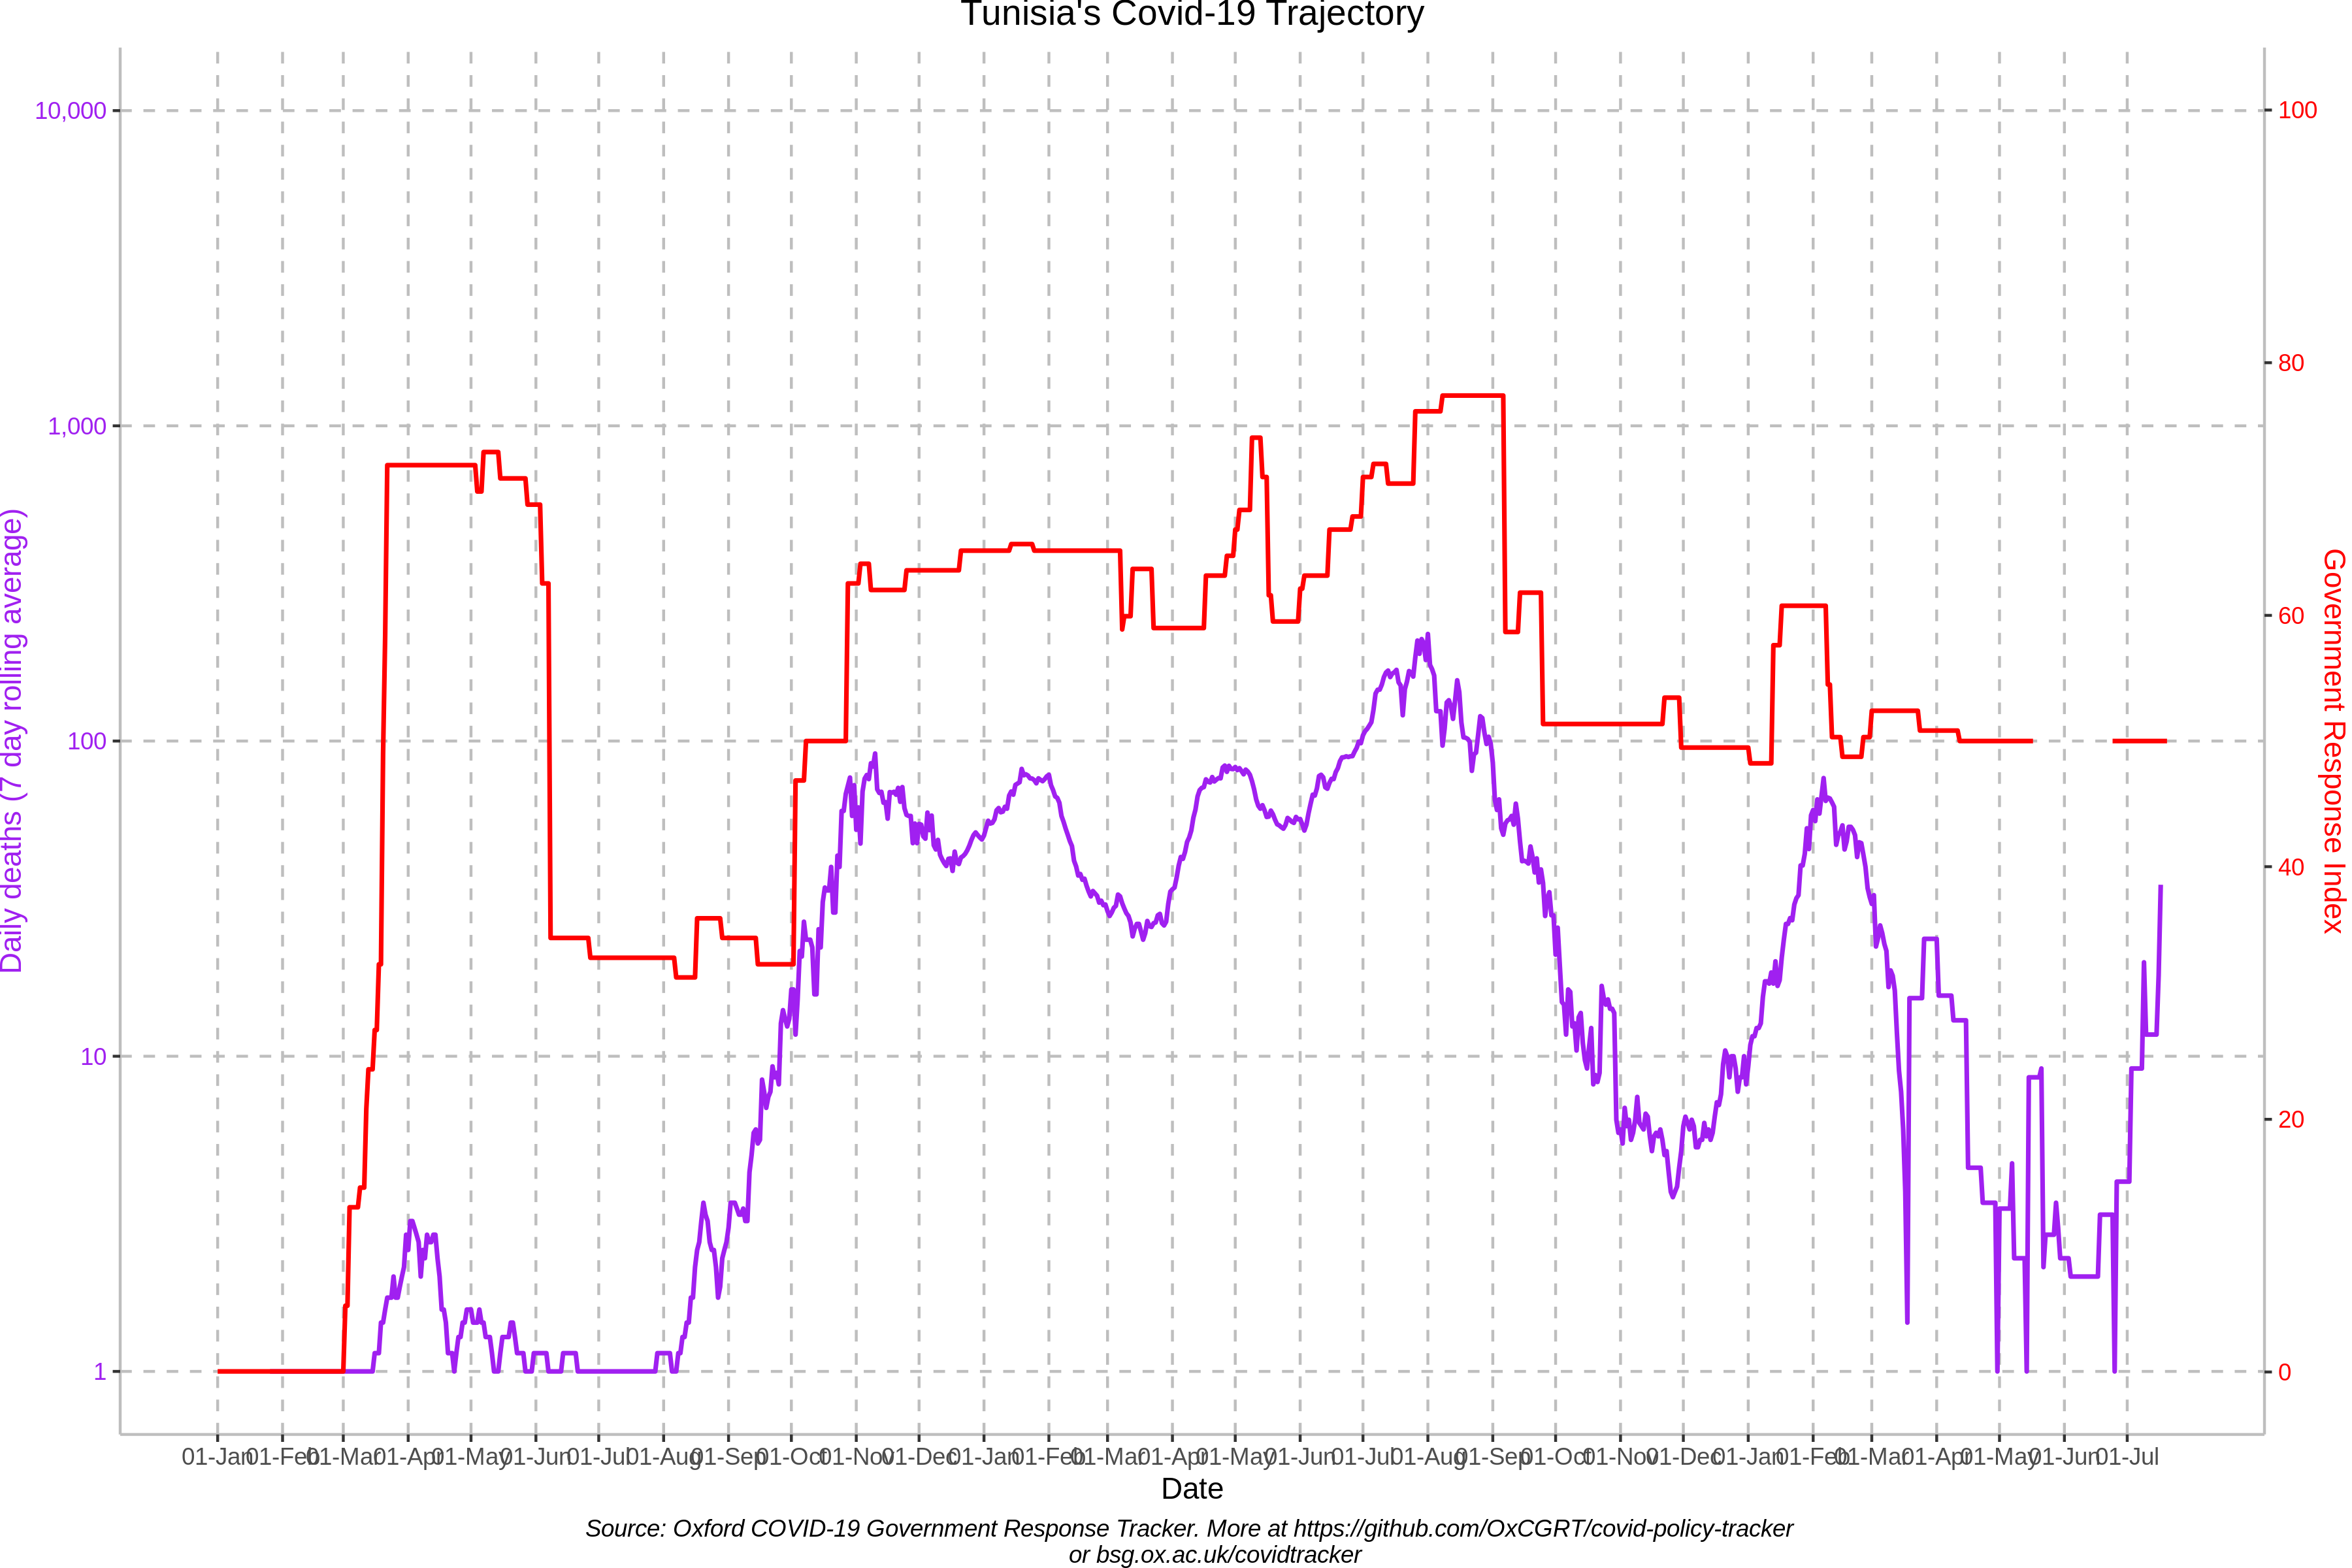 Tunisia's Covid-19 Trajectory
10,000
1,000
100
10
1
Daily deaths (7 day rolling average)
100
80
60
40
20
0
Government Response Index
01-Jan 01-Feb 01-Mar 01-Apr 01-May 01-Jun 01-Jul 01-Aug 01-Sep 01-Oct 01-Nov 01-Dec 01-Jan 01-Feb 01-Mar 01-Apr 01-May 01-Jun 01-Jul 01-Aug 01-Sep 01-Oct 01-Nov 01-Dec 01-Jan 01-Feb 01-Mar 01-Apr 01-May 01-Jun 01-Jul
Date
Source: Oxford COVID-19 Government Response Tracker. More at https://github.com/OxCGRT/covid-policy-tracker
or bsg.ox.ac.uk/covidtracker